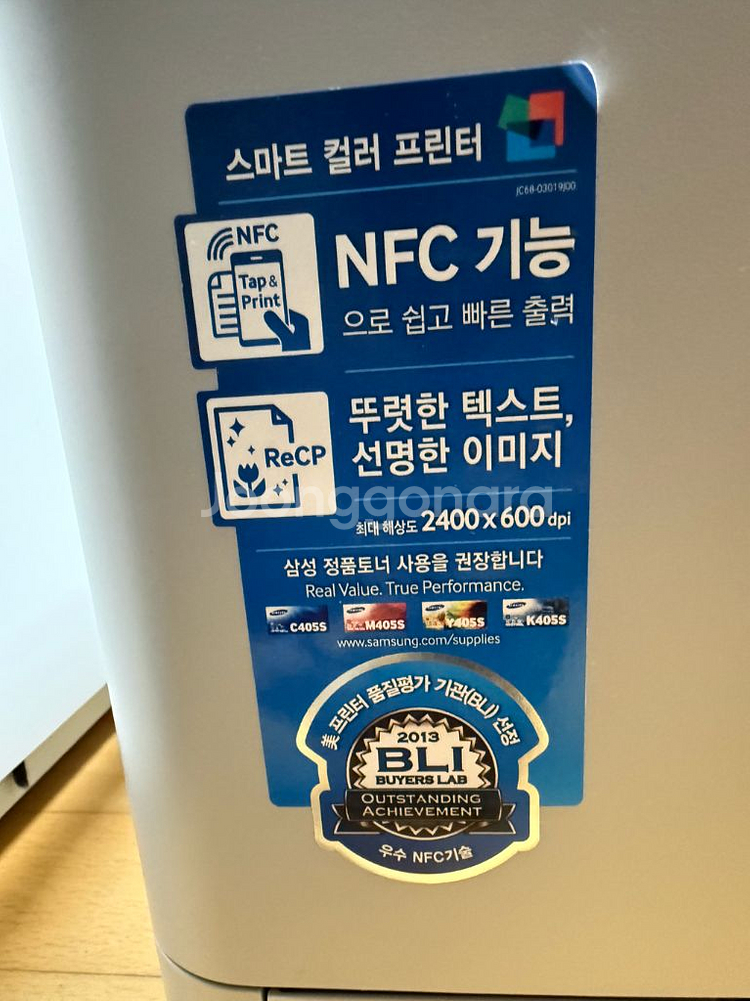 스마트 컬러 프린터
JC68-03019J00
NFC
Tap &
Print
NFC 기능
으로 쉽고 빠른 출력
ReCP
뚜렷한 텍스트,
선명한 이미지
joonggonara
최대 해상도 2400 x 600 dpi
삼성 정품토너 사용을 권장합니다
Real Value. True Performance.
C405S
M405S
Y405S
K405S
www.samsung.com/supplies
美 프린터 품질평가 기관(BLI) 선정
2013
BLI
BUYERS LAB
OUTSTANDING
ACHIEVEMENT
우수 NFC기술